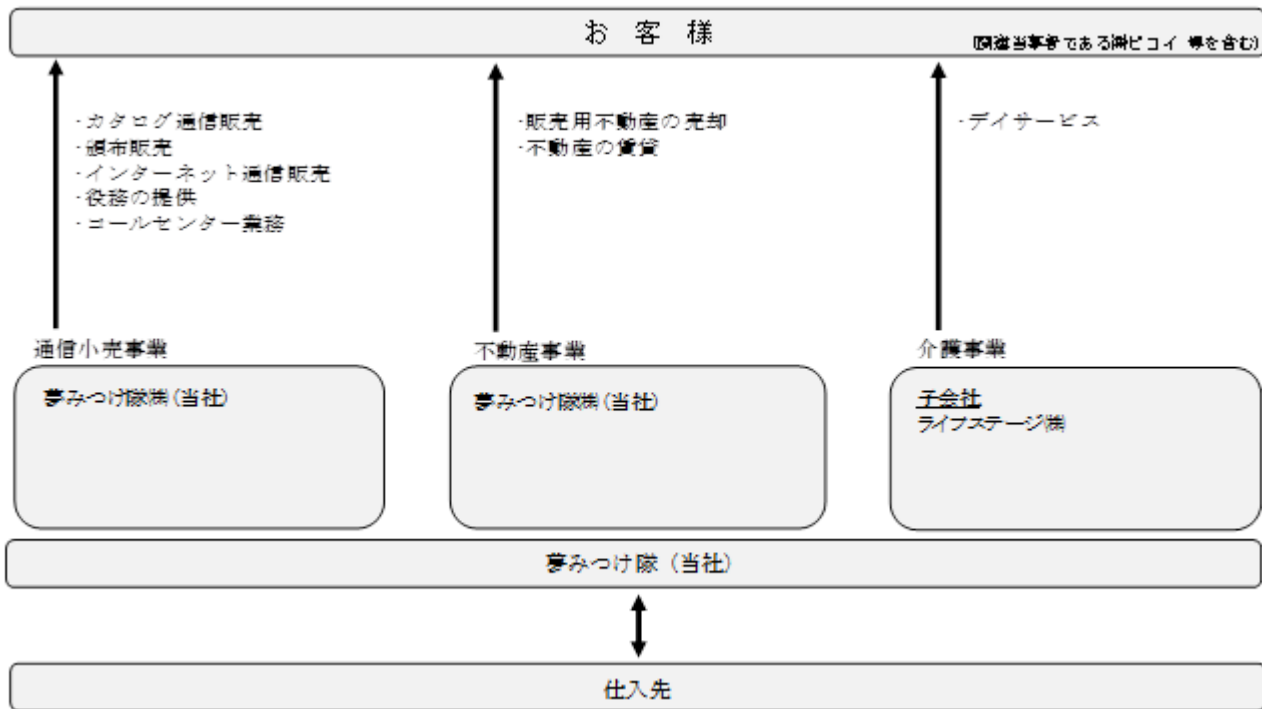 お 客 様
(関連当事者である㈱ピコイ 等を含む)
・カタログ通信販売
・頒布販売
・インターネット通信販売
・役務の提供
・コールセンター業務
・販売用不動産の売却
・不動産の賃貸
・デイサービス
通信小売事業
不動産事業
介護事業
夢みつけ隊㈱(当社)
夢みつけ隊㈱(当社)
子会社
ライフステージ㈱
夢みつけ隊（当社）
仕入先